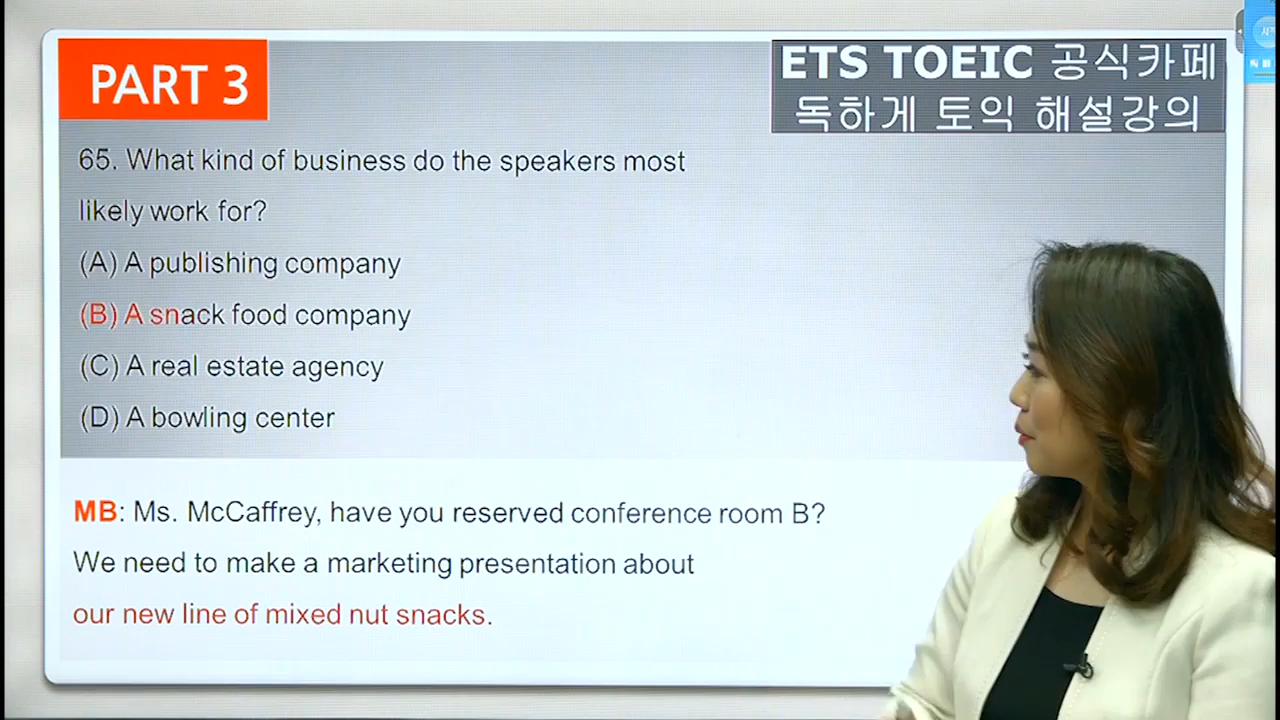 PART 3
ETS TOEIC 공식카페
독하게 토익 해설강의
65. What kind of business do the speakers most
likely work for?
(A) A publishing company
(B) A snack food company
(C) A real estate agency
(D) A bowling center
MB: Ms. McCaffrey, have you reserved conference room B?
We need to make a marketing presentation about
our new line of mixed nut snacks.